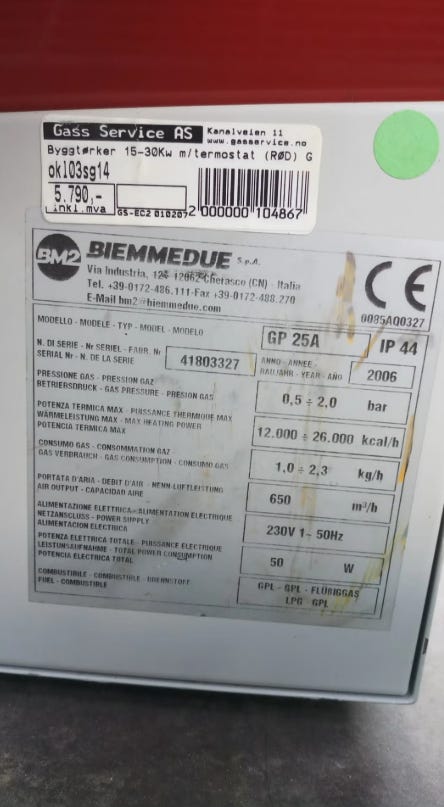 Gass Service AS Kanalveien 11
www.gasservice.no
Byggtørker 15-30Kw m/termostat (RØD) G
okl03sg14
5.790,-
inkl.mva GS-EC2 010207 2 000000 104867
BM2 BIEMMEDUE S.p.A.
Via Industria, 12 12062 Cherasco (CN) - Italia
Tel. +39-0172-486.111-Fax +39-0172-488.270
E-Mail bm2@biemmedue.com
CE
0085AQ0327
MODELLO - MODELE - TYP - MODEL - MODELO GP 25A IP 44
N. DI SERIE - Nr SERIEL - FABR. Nr
SERIAL Nr - N. DE LA SERIE 41803327 ANNO - ANNEE -
BAUJAHR - YEAR - AÑO 2006
PRESSIONE GAS - PRESSION GAZ
BETRIERSDRUCK - GAS PRESSURE - PRESION GAS 0,5 ÷ 2,0 bar
POTENZA TERMICA MAX - PUISSANCE THERMIQUE MAX
WÄRMELEISTUNG MAX - MAX HEATING POWER
POTENCIA TERMICA MAX 12.000 ÷ 26.000 kcal/h
CONSUMO GAS - CONSOMMATION GAZ
GAS VERBRAUCH - GAS CONSUMPTION - CONSUMO GAS 1,0 ÷ 2,3 kg/h
PORTATA D'ARIA - DEBIT D'AIR - NENN-LUFTLEISTUNG
AIR OUTPUT - CAPACIDAD AIRE 650 m³/h
ALIMENTAZIONE ELETTRICA - ALIMENTATION ELECTRIQUE
NETZANSCLUSS - POWER SUPPLY
ALIMENTACION ELECTRICA 230V 1~ 50Hz
POTENZA ELETTRICA TOTALE - PUISSANCE ELECTRIQUE
LEISTUNSAUFNAHME - TOTAL POWER CONSUMPTION
POTENCIA ELECTRICA TOTAL 50 W
COMBUSTIBILE - COMBUSTIBLE - BRENNSTOFF
FUEL - COMBUSTIBLE GPL - GPL - FLÜßIGGAS
LPG - GPL